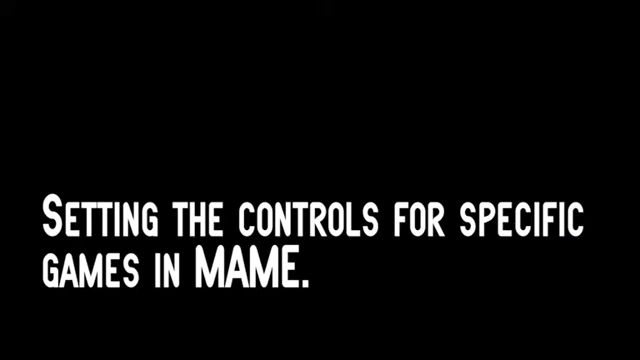 Setting the controls for specific
games in MAME.